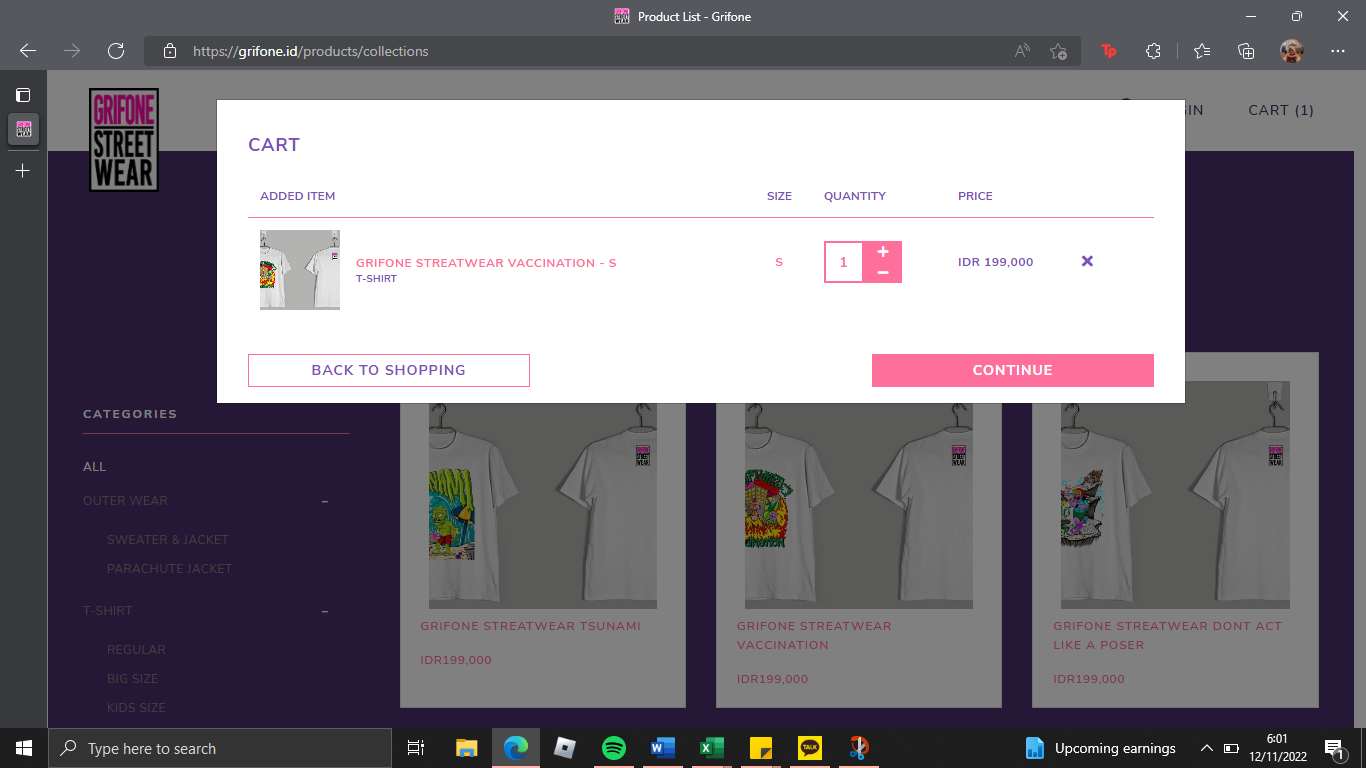 Product List - Grifone
https://grifone.id/products/collections
GRIFONE
STREET
WEAR
CART (1)
CART
ADDED ITEM SIZE QUANTITY PRICE
GRIFONE STREATWEAR VACCINATION - S
T-SHIRT
S 1 + − IDR 199,000
BACK TO SHOPPING CONTINUE
CATEGORIES
ALL
OUTER WEAR −
SWEATER & JACKET
PARACHUTE JACKET
T-SHIRT −
REGULAR
BIG SIZE
KIDS SIZE
GRIFONE STREATWEAR TSUNAMI
IDR199,000
GRIFONE STREATWEAR
VACCINATION
IDR199,000
GRIFONE STREATWEAR DONT ACT
LIKE A POSER
IDR199,000
Type here to search
TALK
Upcoming earnings
6:01
12/11/2022
1